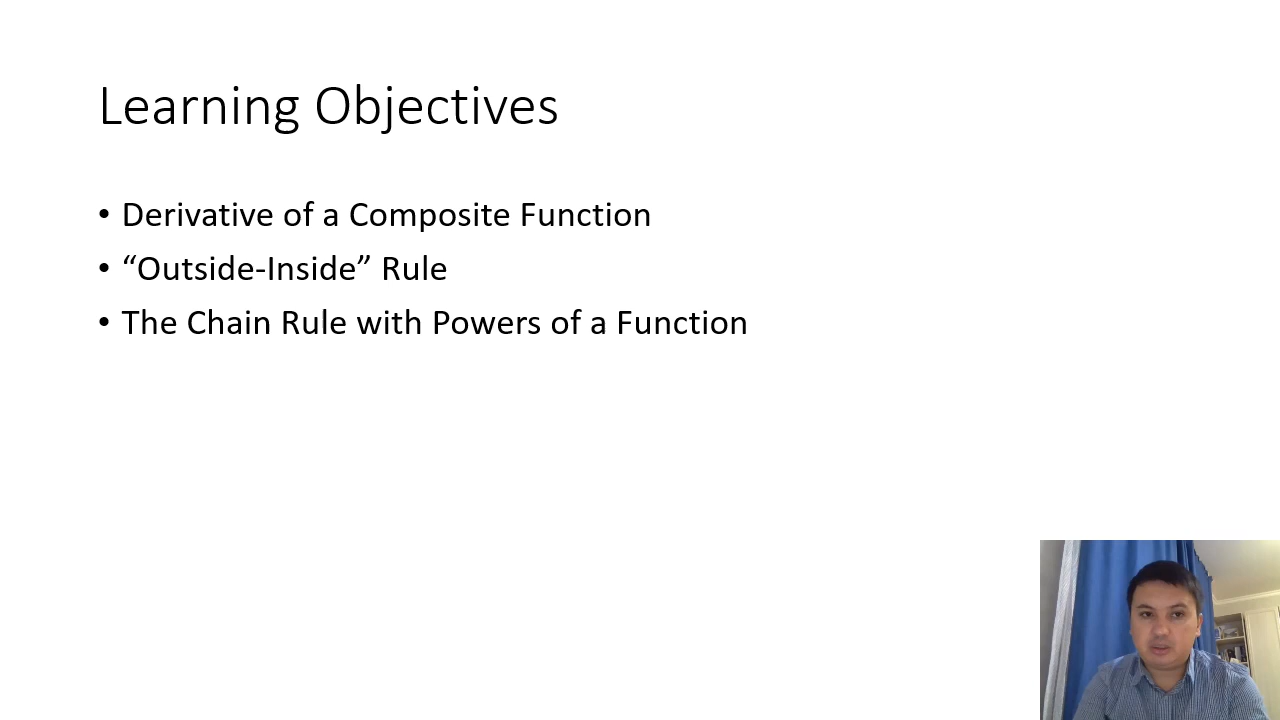 Learning Objectives
• Derivative of a Composite Function
• “Outside-Inside” Rule
• The Chain Rule with Powers of a Function